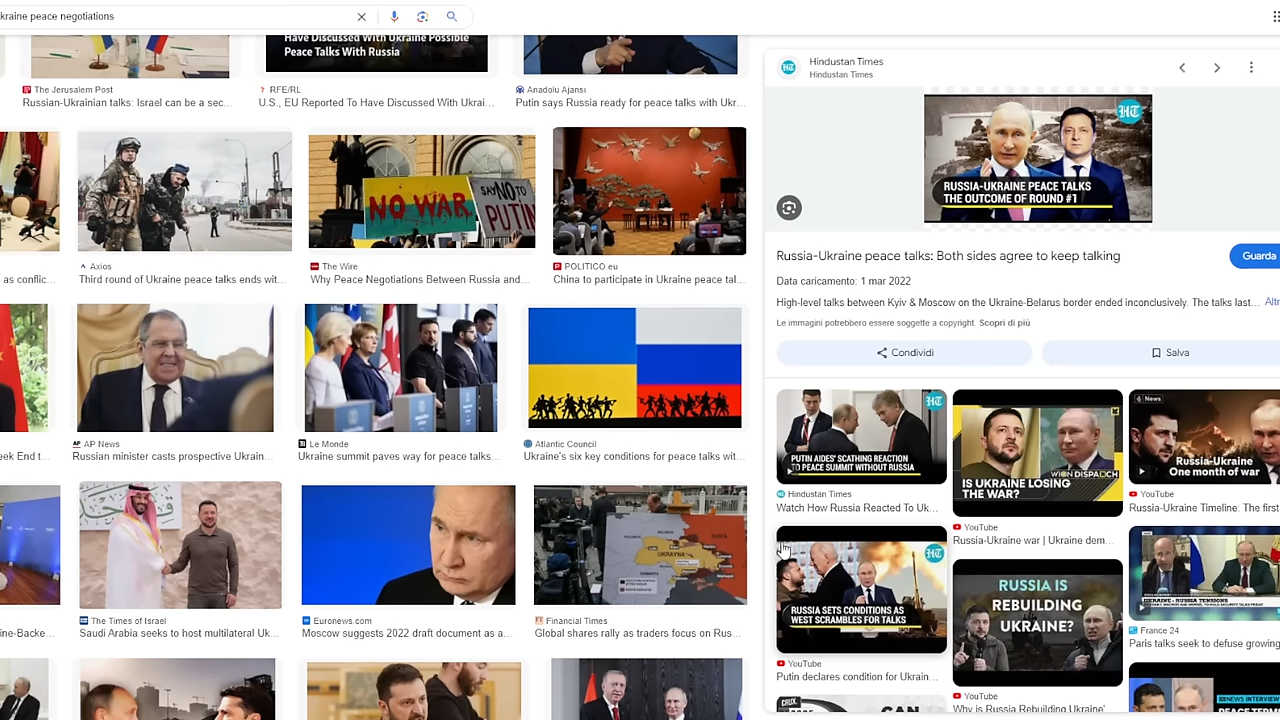 kraine peace negotiations
Have Discussed With Ukraine Possible
Peace Talks With Russia
The Jerusalem Post
Russian-Ukrainian talks: Israel can be a sec...
RFE/RL
U.S., EU Reported To Have Discussed With Ukrai...
Anadolu Ajansı
Putin says Russia ready for peace talks with Ukr...
NO WAR
SAY NO TO
PUTIN
as conflic...
Axios
Third round of Ukraine peace talks ends wit...
The Wire
Why Peace Negotiations Between Russia and...
POLITICO.eu
China to participate in Ukraine peace tal...
eek End t...
AP News
Russian minister casts prospective Ukrain...
Le Monde
Ukraine summit paves way for peace talks...
Atlantic Council
Ukraine's six key conditions for peace talks wit...
ine-Backe...
The Times of Israel
Saudi Arabia seeks to host multilateral Uk...
Euronews.com
Moscow suggests 2022 draft document as a...
Financial Times
Global shares rally as traders focus on Rus...
Hindustan Times
Hindustan Times
RUSSIA-UKRAINE PEACE TALKS
THE OUTCOME OF ROUND #1
Russia-Ukraine peace talks: Both sides agree to keep talking
Guarda
Data caricamento: 1 mar 2022
High-level talks between Kyiv & Moscow on the Ukraine-Belarus border ended inconclusively. The talks last... Altr
Le immagini potrebbero essere soggette a copyright. Scopri di più
Condividi
Salva
PUTIN AIDES' SCATHING REACTION
TO PEACE SUMMIT WITHOUT RUSSIA
Hindustan Times
Watch How Russia Reacted To Uk...
WION DISPATCH
IS UKRAINE LOSING
THE WAR?
YouTube
Russia-Ukraine war | Ukraine dem...
4 News
Russia-Ukraine
One month of war
YouTube
Russia-Ukraine Timeline: The first
RUSSIA SETS CONDITIONS AS
WEST SCRAMBLES FOR TALKS
YouTube
Putin declares condition for Ukrain...
RUSSIA IS
REBUILDING
UKRAINE?
YouTube
Why is Russia Rebuilding Ukraine'
UKRAINE - RUSSIA TENSIONS
France 24
Paris talks seek to defuse growing
CAN
NEWS
PEACE TERM